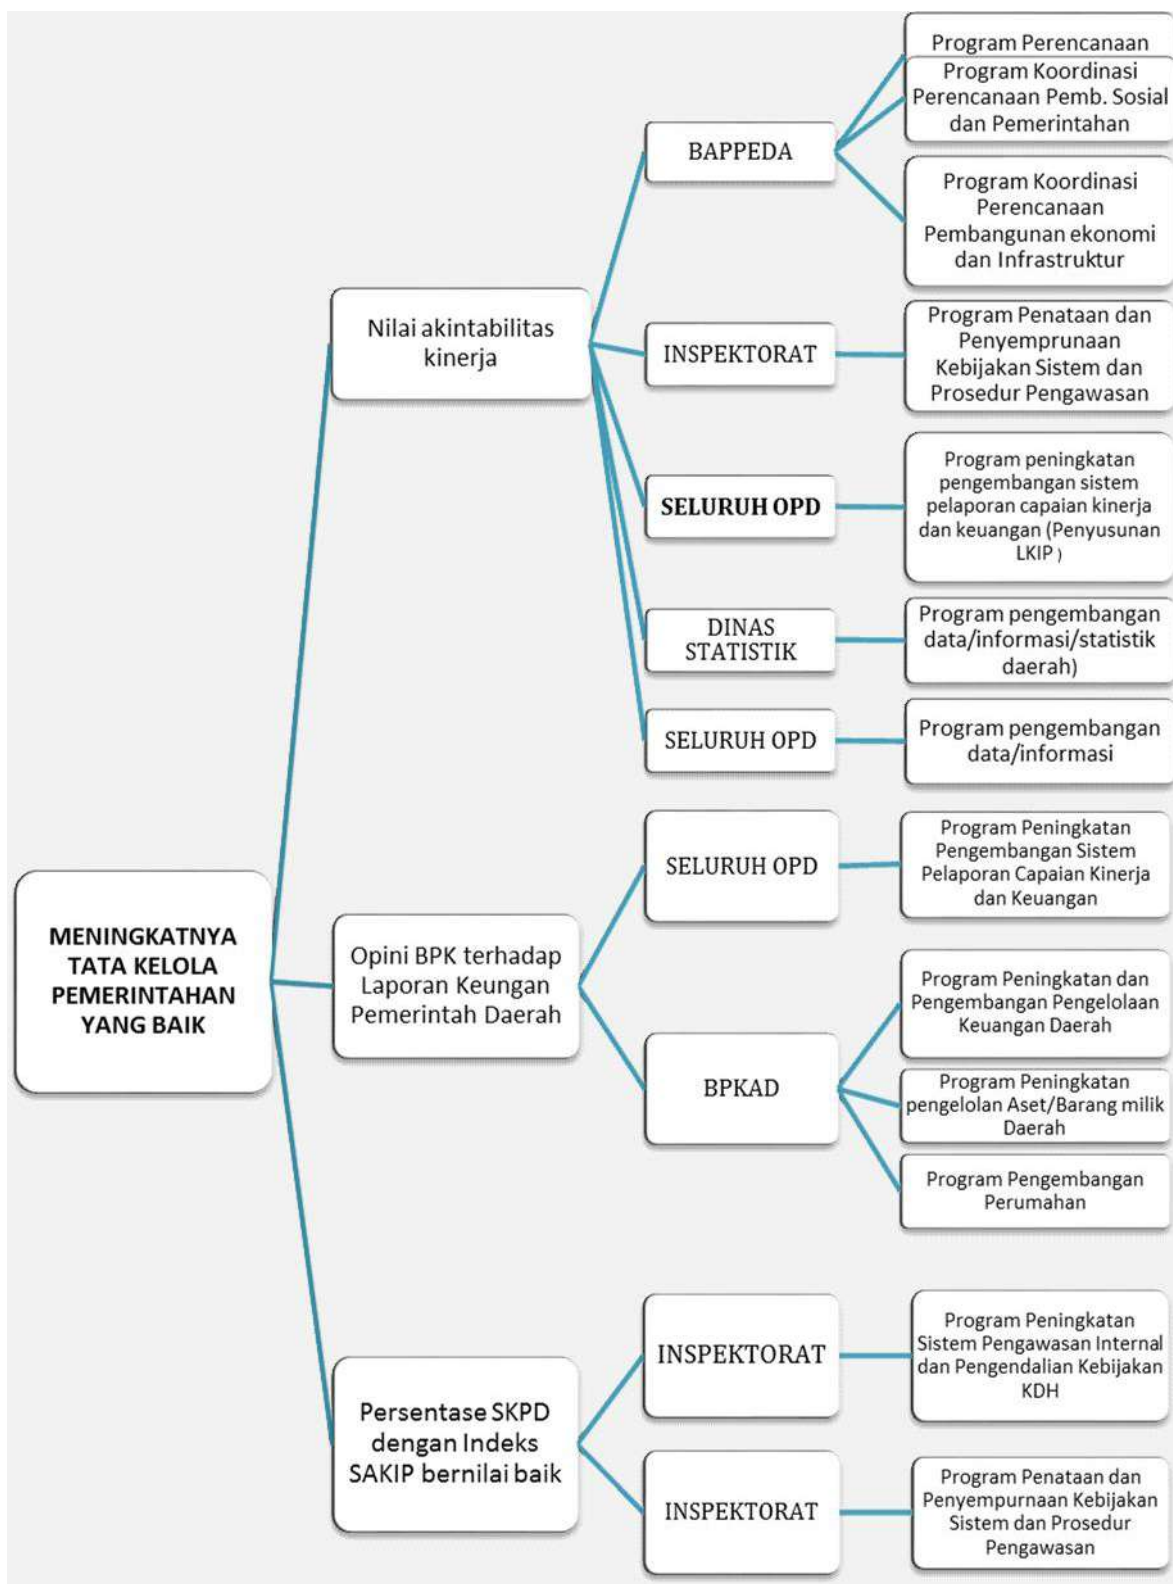 MENINGKATNYA
TATA KELOLA
PEMERINTAHAN
YANG BAIK
Nilai akintabilitas
kinerja
BAPPEDA
Program Perencanaan
Program Koordinasi
Perencanaan Pemb. Sosial
dan Pemerintahan
Program Koordinasi
Perencanaan
Pembangunan ekonomi
dan Infrastruktur
INSPEKTORAT
Program Penataan dan
Penyemprunaan
Kebijakan Sistem dan
Prosedur Pengawasan
SELURUH OPD
Program peningkatan
pengembangan sistem
pelaporan capaian kinerja
dan keuangan (Penyusunan
LKIP )
DINAS
STATISTIK
Program pengembangan
data/informasi/statistik
daerah)
SELURUH OPD
Program pengembangan
data/informasi
Opini BPK terhadap
Laporan Keungan
Pemerintah Daerah
SELURUH OPD
Program Peningkatan
Pengembangan Sistem
Pelaporan Capaian Kinerja
dan Keuangan
BPKAD
Program Peningkatan dan
Pengembangan Pengelolaan
Keuangan Daerah
Program Peningkatan
pengelolan Aset/Barang milik
Daerah
Program Pengembangan
Perumahan
Persentase SKPD
dengan Indeks
SAKIP bernilai baik
INSPEKTORAT
Program Peningkatan
Sistem Pengawasan Internal
dan Pengendalian Kebijakan
KDH
INSPEKTORAT
Program Penataan dan
Penyempurnaan Kebijakan
Sistem dan Prosedur
Pengawasan